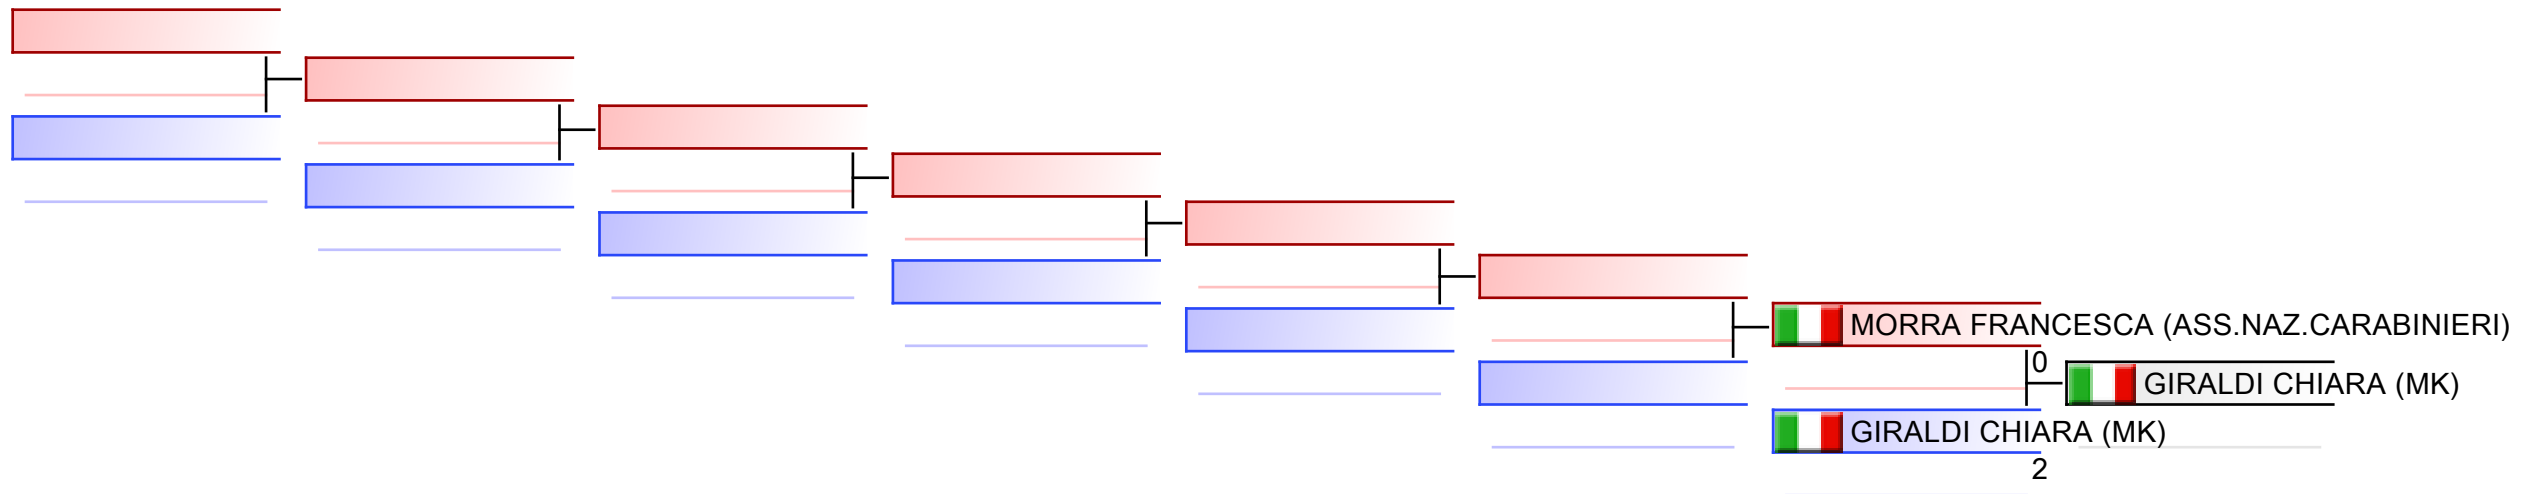 MORRA FRANCESCA (ASS.NAZ.CARABINIERI)
0
GIRALDI CHIARA (MK)
GIRALDI CHIARA (MK)
2